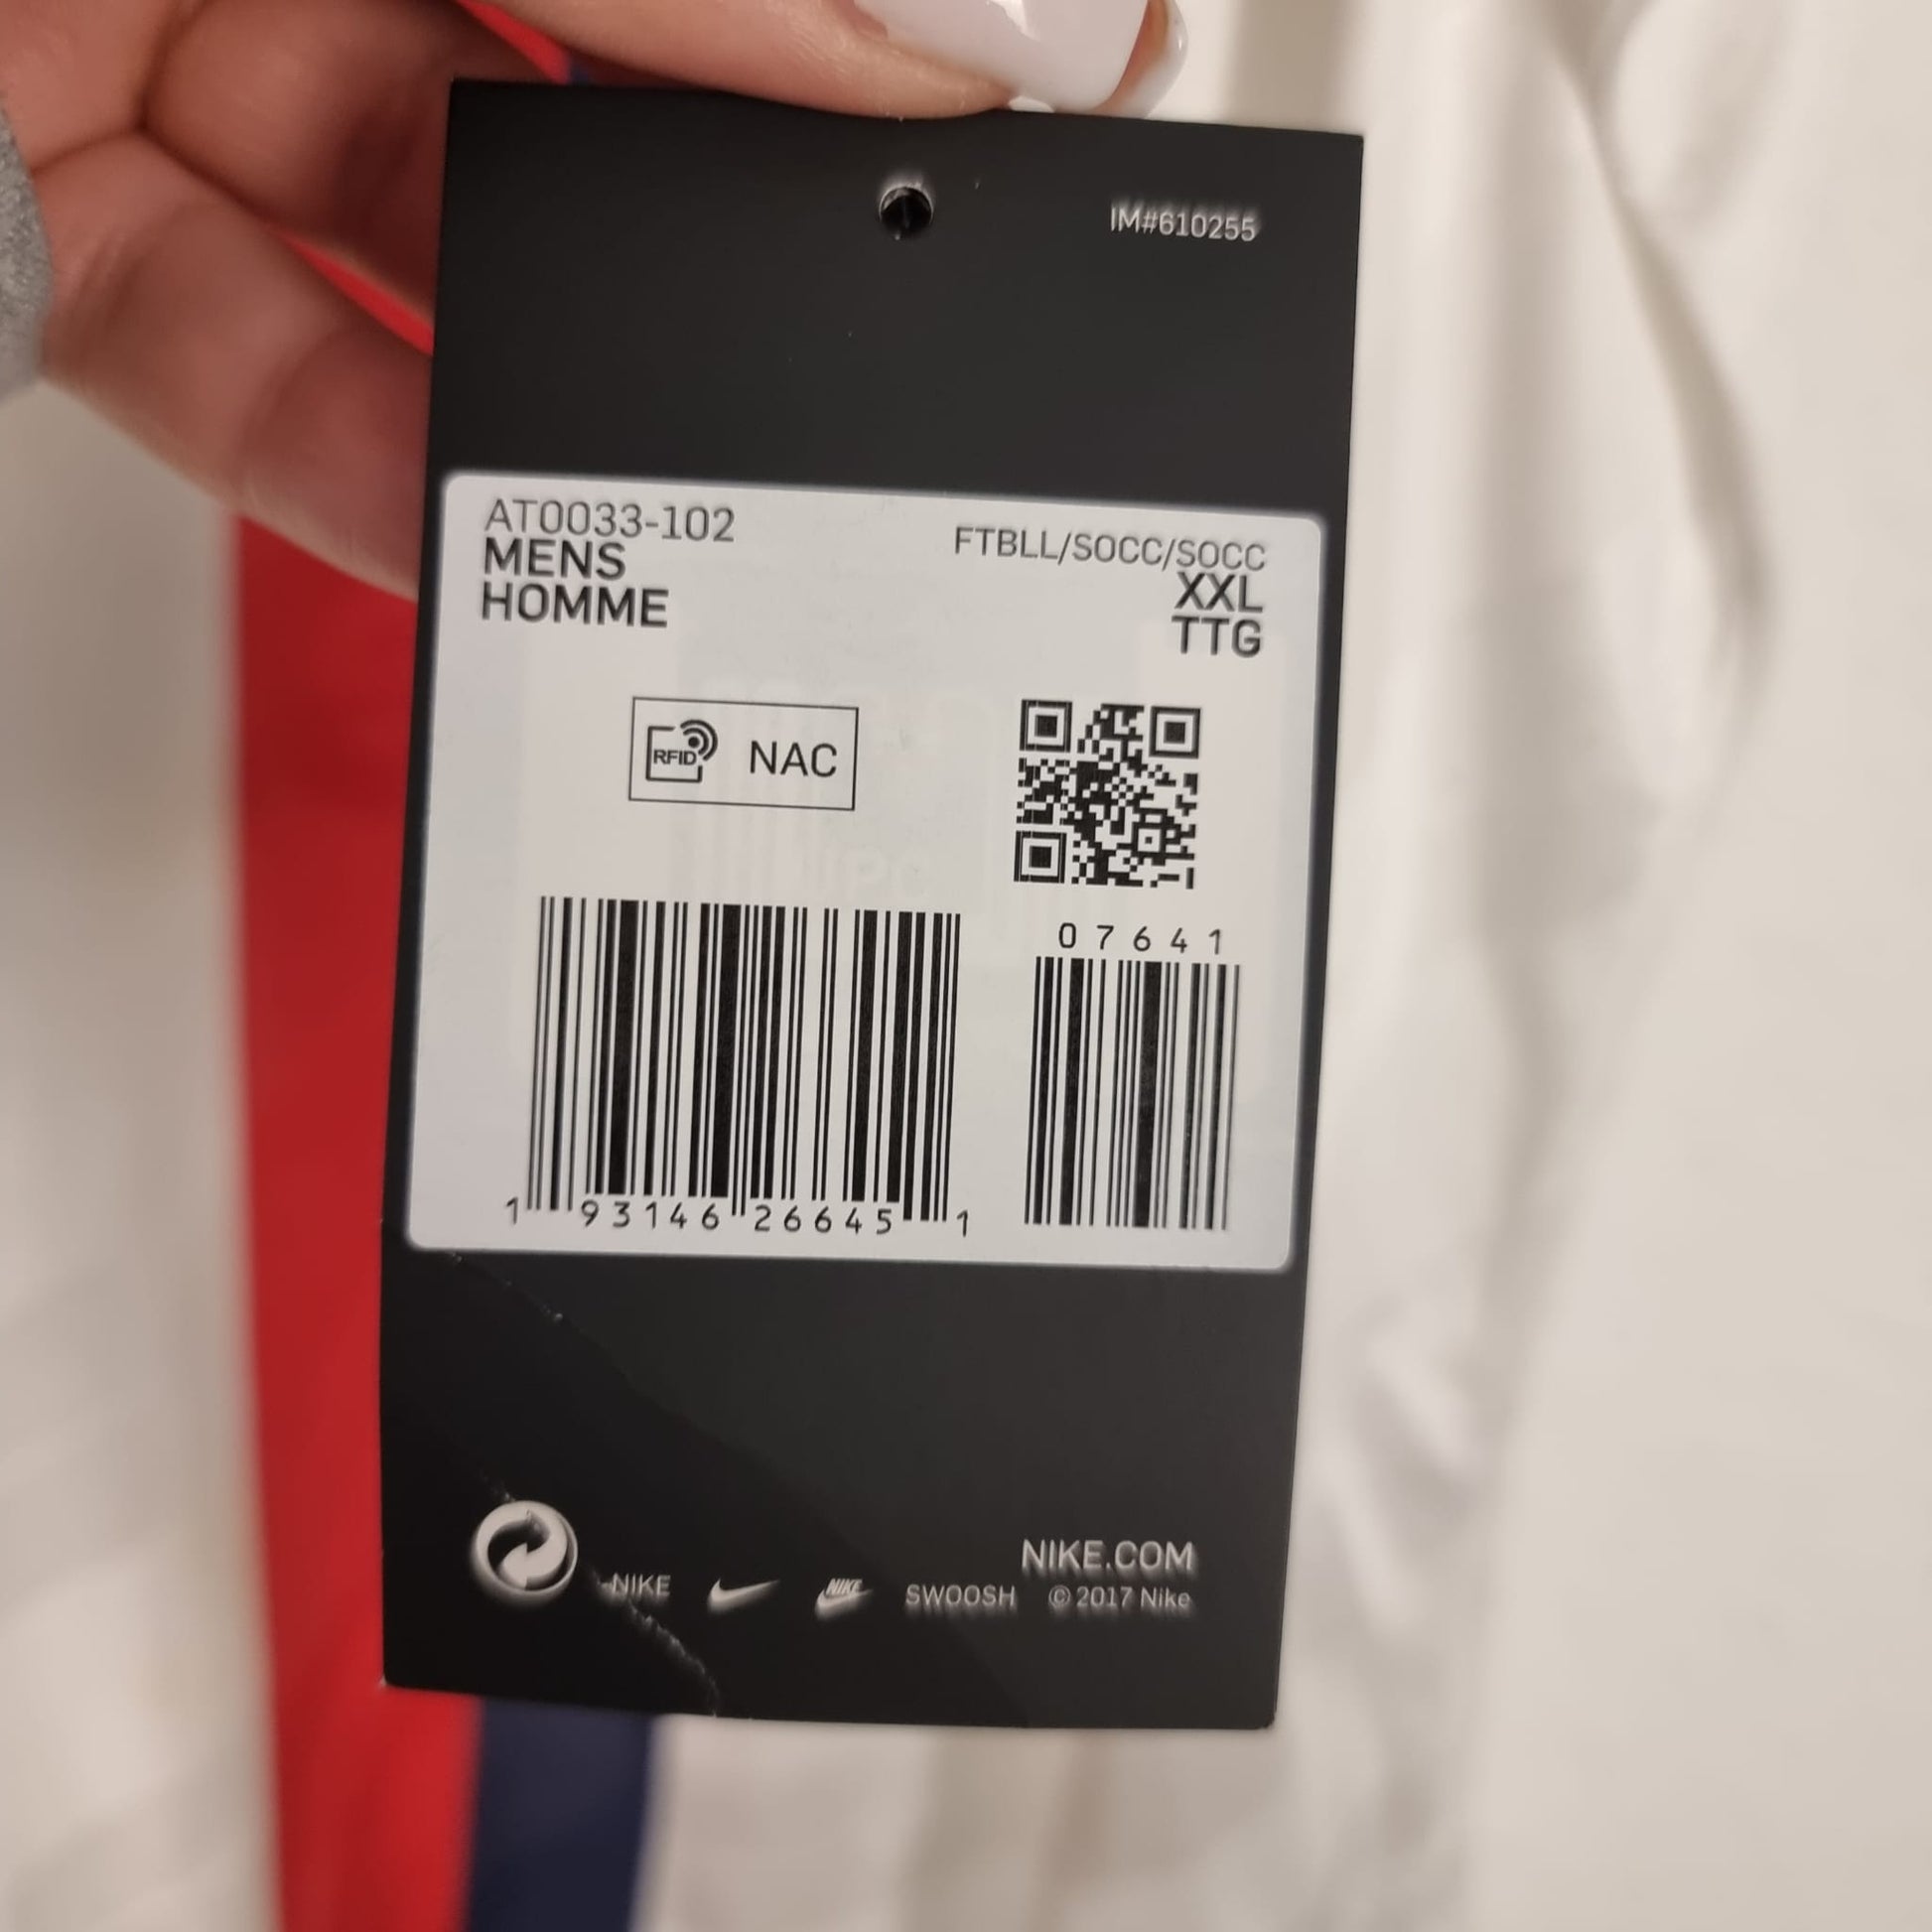 IM#610255
AT0033-102
MENS
HOMME
FTBLL/SOCC/SOCC
XXL
TTG
RFID NAC
07641
1 93146 26645 1
NIKE.COM
NIKE NIKE SWOOSH © 2017 Nike